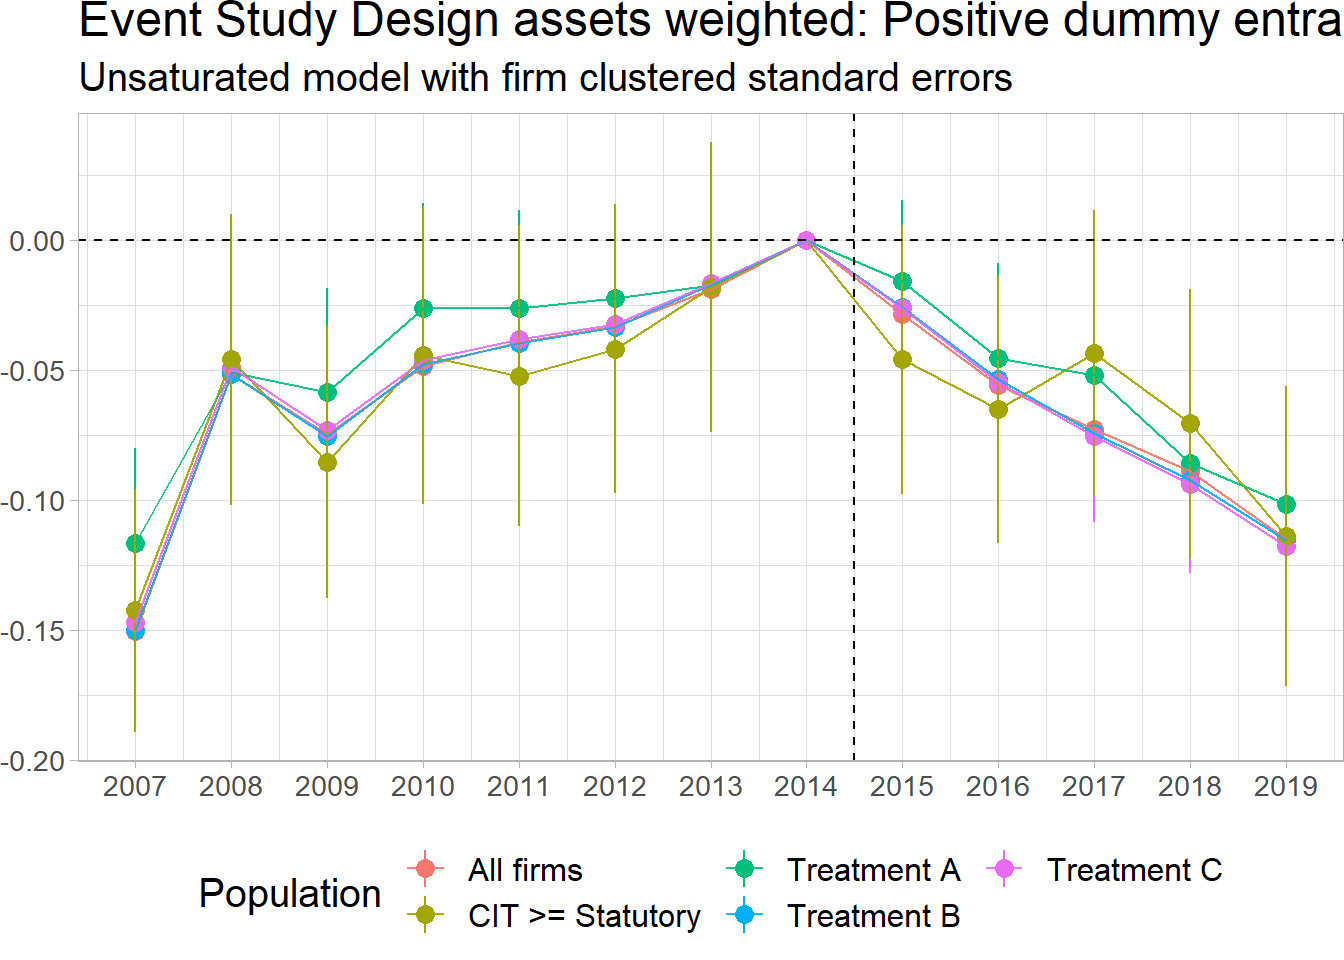 Event Study Design assets weighted: Positive dummy entra
Unsaturated model with firm clustered standard errors
0.00
-0.05
-0.10
-0.15
-0.20
2007 2008 2009 2010 2011 2012 2013 2014 2015 2016 2017 2018 2019
Population
All firms
CIT >= Statutory
Treatment A
Treatment B
Treatment C